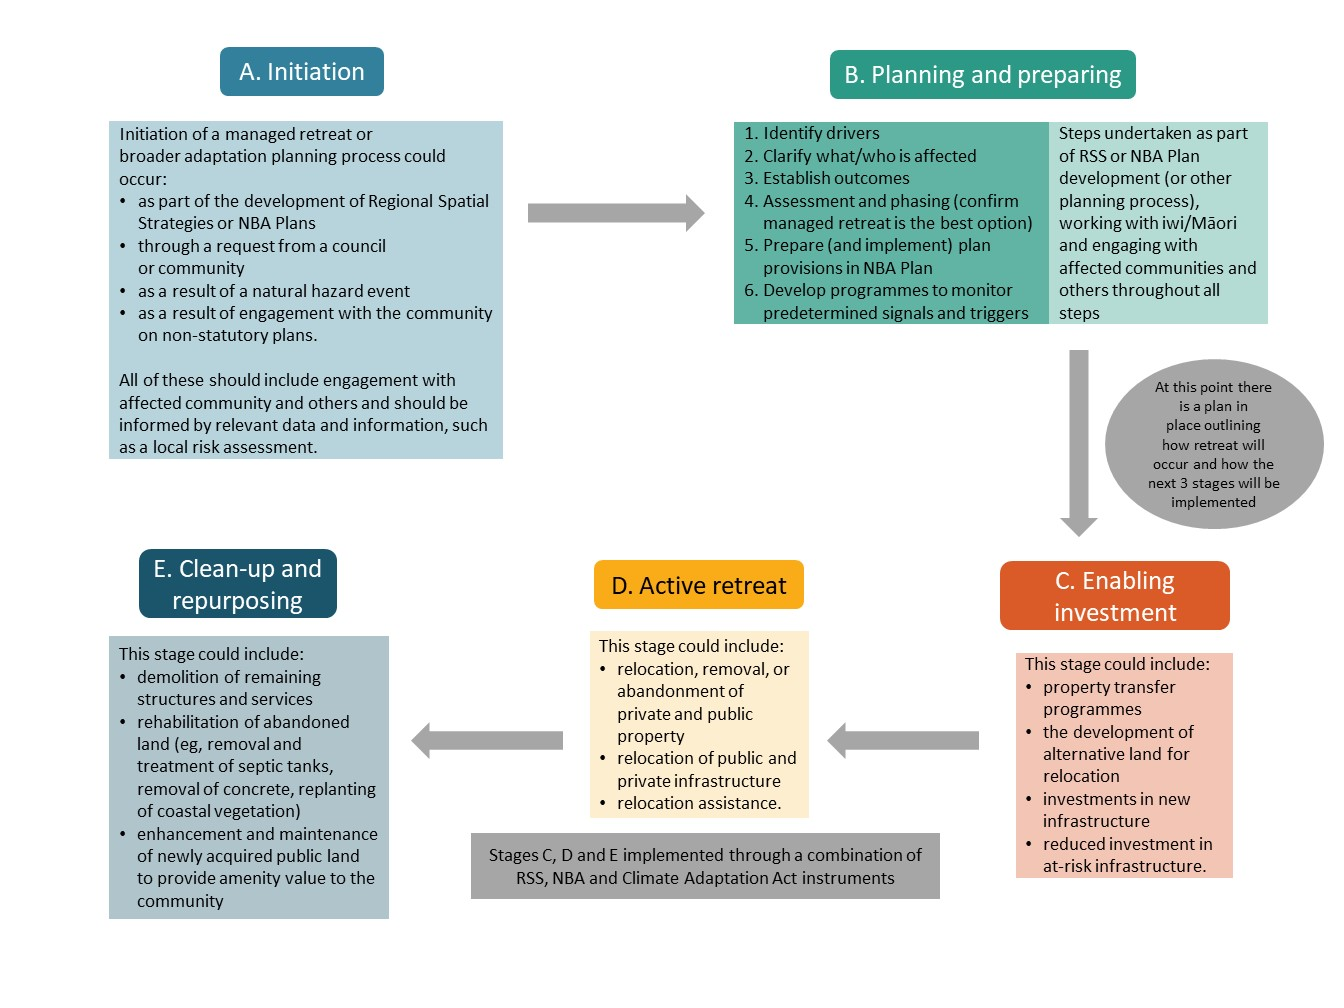 A. Initiation
Initiation of a managed retreat or
broader adaptation planning process could
occur:
• as part of the development of Regional Spatial
Strategies or NBA Plans
• through a request from a council
or community
• as a result of a natural hazard event
• as a result of engagement with the community
on non-statutory plans.
All of these should include engagement with
affected community and others and should be
informed by relevant data and information, such
as a local risk assessment.
B. Planning and preparing
1. Identify drivers
2. Clarify what/who is affected
3. Establish outcomes
4. Assessment and phasing (confirm
managed retreat is the best option)
5. Prepare (and implement) plan
provisions in NBA Plan
6. Develop programmes to monitor
predetermined signals and triggers
Steps undertaken as part
of RSS or NBA Plan
development (or other
planning process),
working with iwi/Māori
and engaging with
affected communities and
others throughout all
steps
At this point there
is a plan in
place outlining
how retreat will
occur and how the
next 3 stages will be
implemented
C. Enabling
investment
This stage could include:
• property transfer
programmes
• the development of
alternative land for
relocation
• investments in new
infrastructure
• reduced investment in
at-risk infrastructure.
D. Active retreat
This stage could include:
• relocation, removal, or
abandonment of
private and public
property
• relocation of public and
private infrastructure
• relocation assistance.
Stages C, D and E implemented through a combination of
RSS, NBA and Climate Adaptation Act instruments
E. Clean-up and
repurposing
This stage could include:
• demolition of remaining
structures and services
• rehabilitation of abandoned
land (eg, removal and
treatment of septic tanks,
removal of concrete, replanting
of coastal vegetation)
• enhancement and maintenance
of newly acquired public land
to provide amenity value to the
community